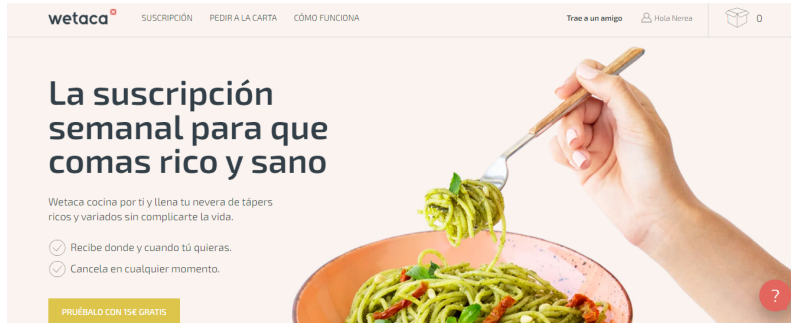 wetaca
SUSCRIPCIÓN PEDIR A LA CARTA CÓMO FUNCIONA Trae a un amigo Hola Nerea 0
La suscripción
semanal para que
comas rico y sano
Wetaca cocina por ti y llena tu nevera de tápers
ricos y variados sin complicarte la vida.
Recibe donde y cuando tú quieras.
Cancela en cualquier momento.
PRUÉBALO CON 15€ GRATIS
?